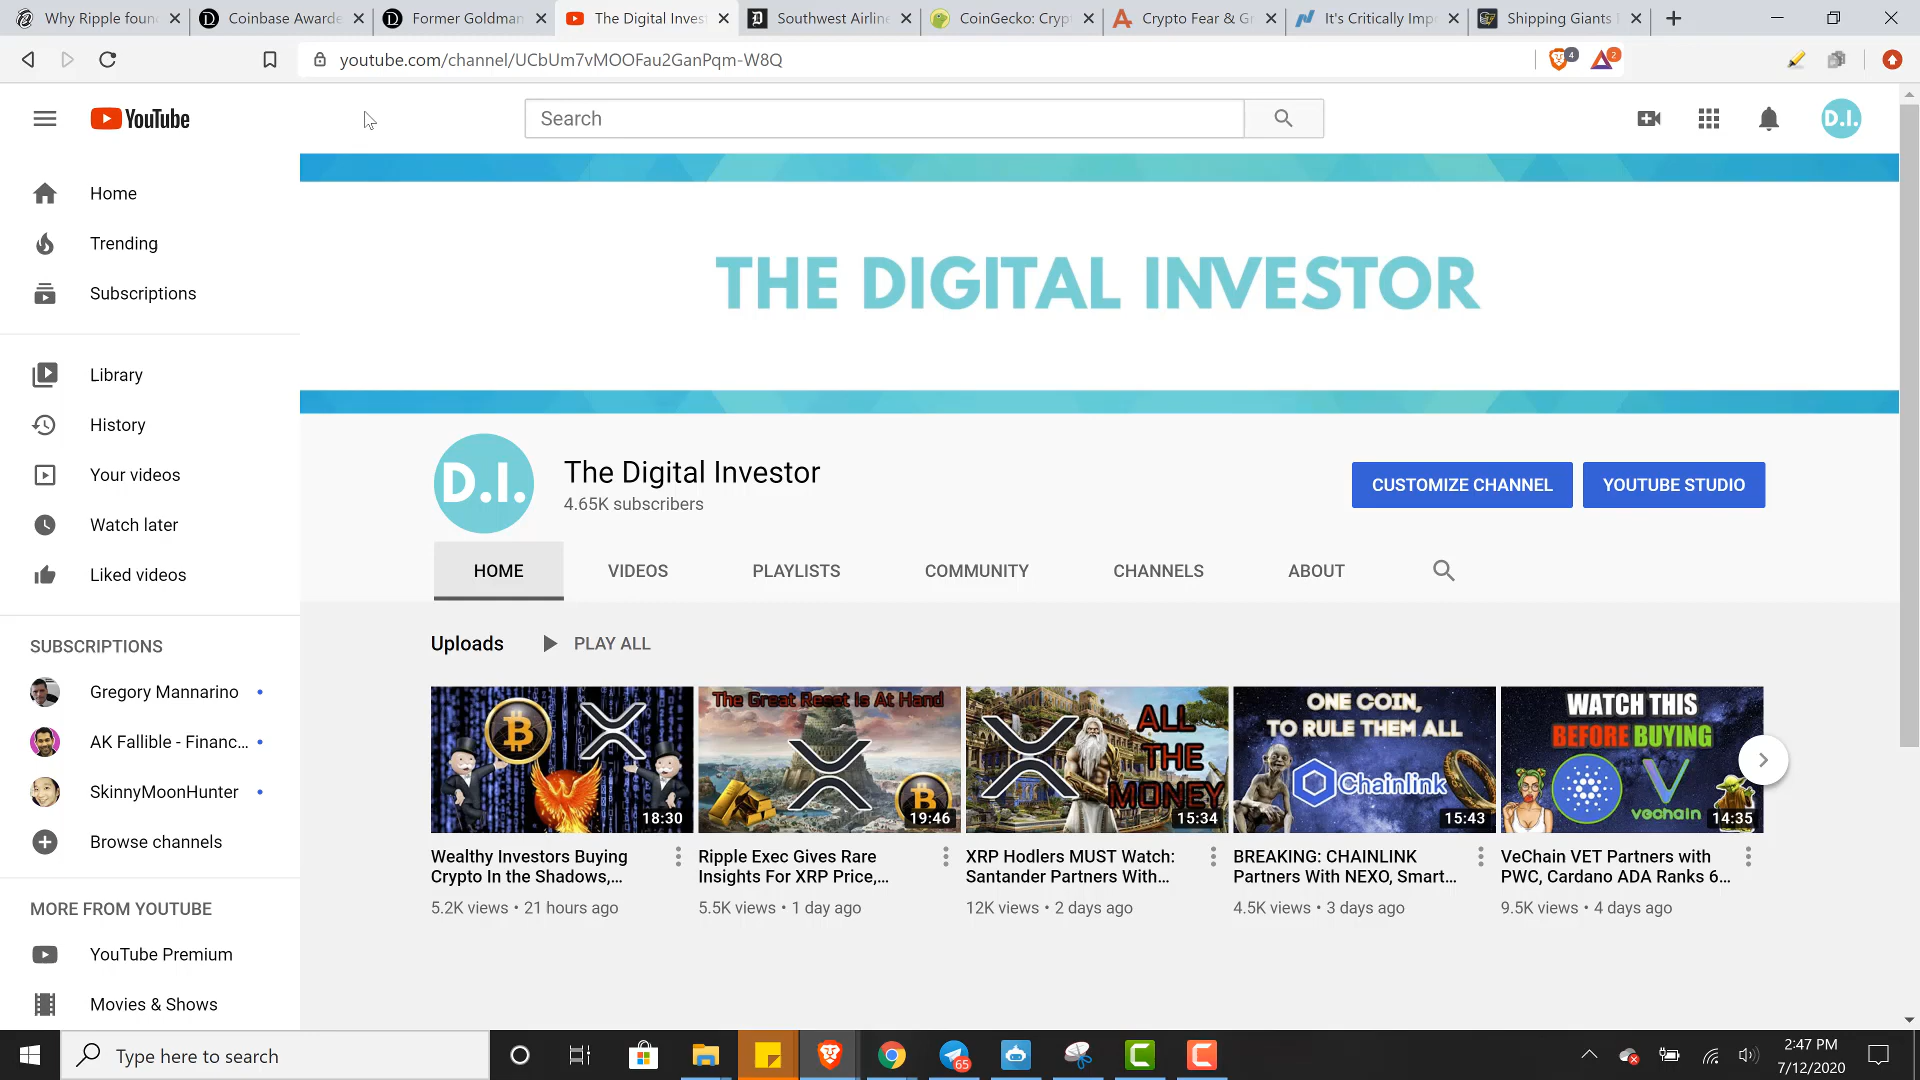 Why Ripple foun
Coinbase Awarde
Former Goldman
The Digital Inves
Southwest Airlin
CoinGecko: Cryp
Crypto Fear & G
It's Critically Imp
Shipping Giants
youtube.com/channel/UCbUm7vMOOFau2GanPqm-W8Q
4
2
YouTube
Search
D.I.
Home
Trending
Subscriptions
Library
History
Your videos
Watch later
Liked videos
SUBSCRIPTIONS
Gregory Mannarino
AK Fallible - Financ...
SkinnyMoonHunter
Browse channels
MORE FROM YOUTUBE
YouTube Premium
Movies & Shows
THE DIGITAL INVESTOR
D.I.
The Digital Investor
4.65K subscribers
CUSTOMIZE CHANNEL
YOUTUBE STUDIO
HOME
VIDEOS
PLAYLISTS
COMMUNITY
CHANNELS
ABOUT
Uploads
PLAY ALL
18:30
Wealthy Investors Buying
Crypto In the Shadows,...
5.2K views • 21 hours ago
The Great Reset Is At Hand
19:46
Ripple Exec Gives Rare
Insights For XRP Price,...
5.5K views • 1 day ago
ALL
THE
MONEY
15:34
XRP Hodlers MUST Watch:
Santander Partners With...
12K views • 2 days ago
ONE COIN,
TO RULE THEM ALL
Chainlink
15:43
BREAKING: CHAINLINK
Partners With NEXO, Smart...
4.5K views • 3 days ago
WATCH THIS
BEFORE BUYING
vechain
14:35
VeChain VET Partners with
PWC, Cardano ADA Ranks 6...
9.5K views • 4 days ago
Type here to search
65
2:47 PM
7/12/2020